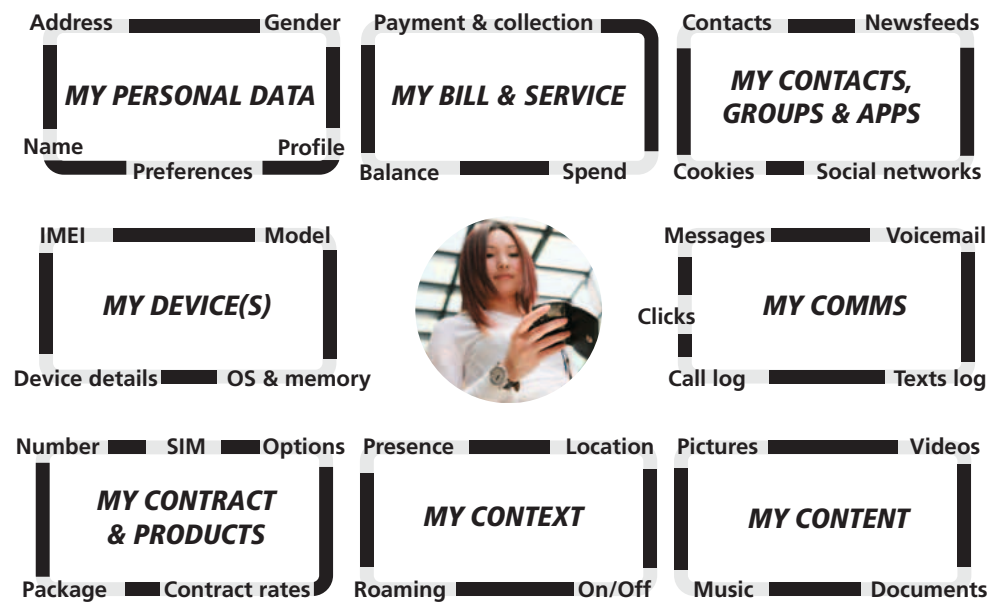 Address
Gender
MY PERSONAL DATA
Name
Profile
Preferences
Payment & collection
MY BILL & SERVICE
Balance
Spend
Contacts
Newsfeeds
MY CONTACTS,
GROUPS & APPS
Cookies
Social networks
IMEI
Model
MY DEVICE(S)
Device details
OS & memory
Messages
Voicemail
Clicks
MY COMMS
Call log
Texts log
Number
SIM
Options
MY CONTRACT
& PRODUCTS
Package
Contract rates
Presence
Location
MY CONTEXT
Roaming
On/Off
Pictures
Videos
MY CONTENT
Music
Documents